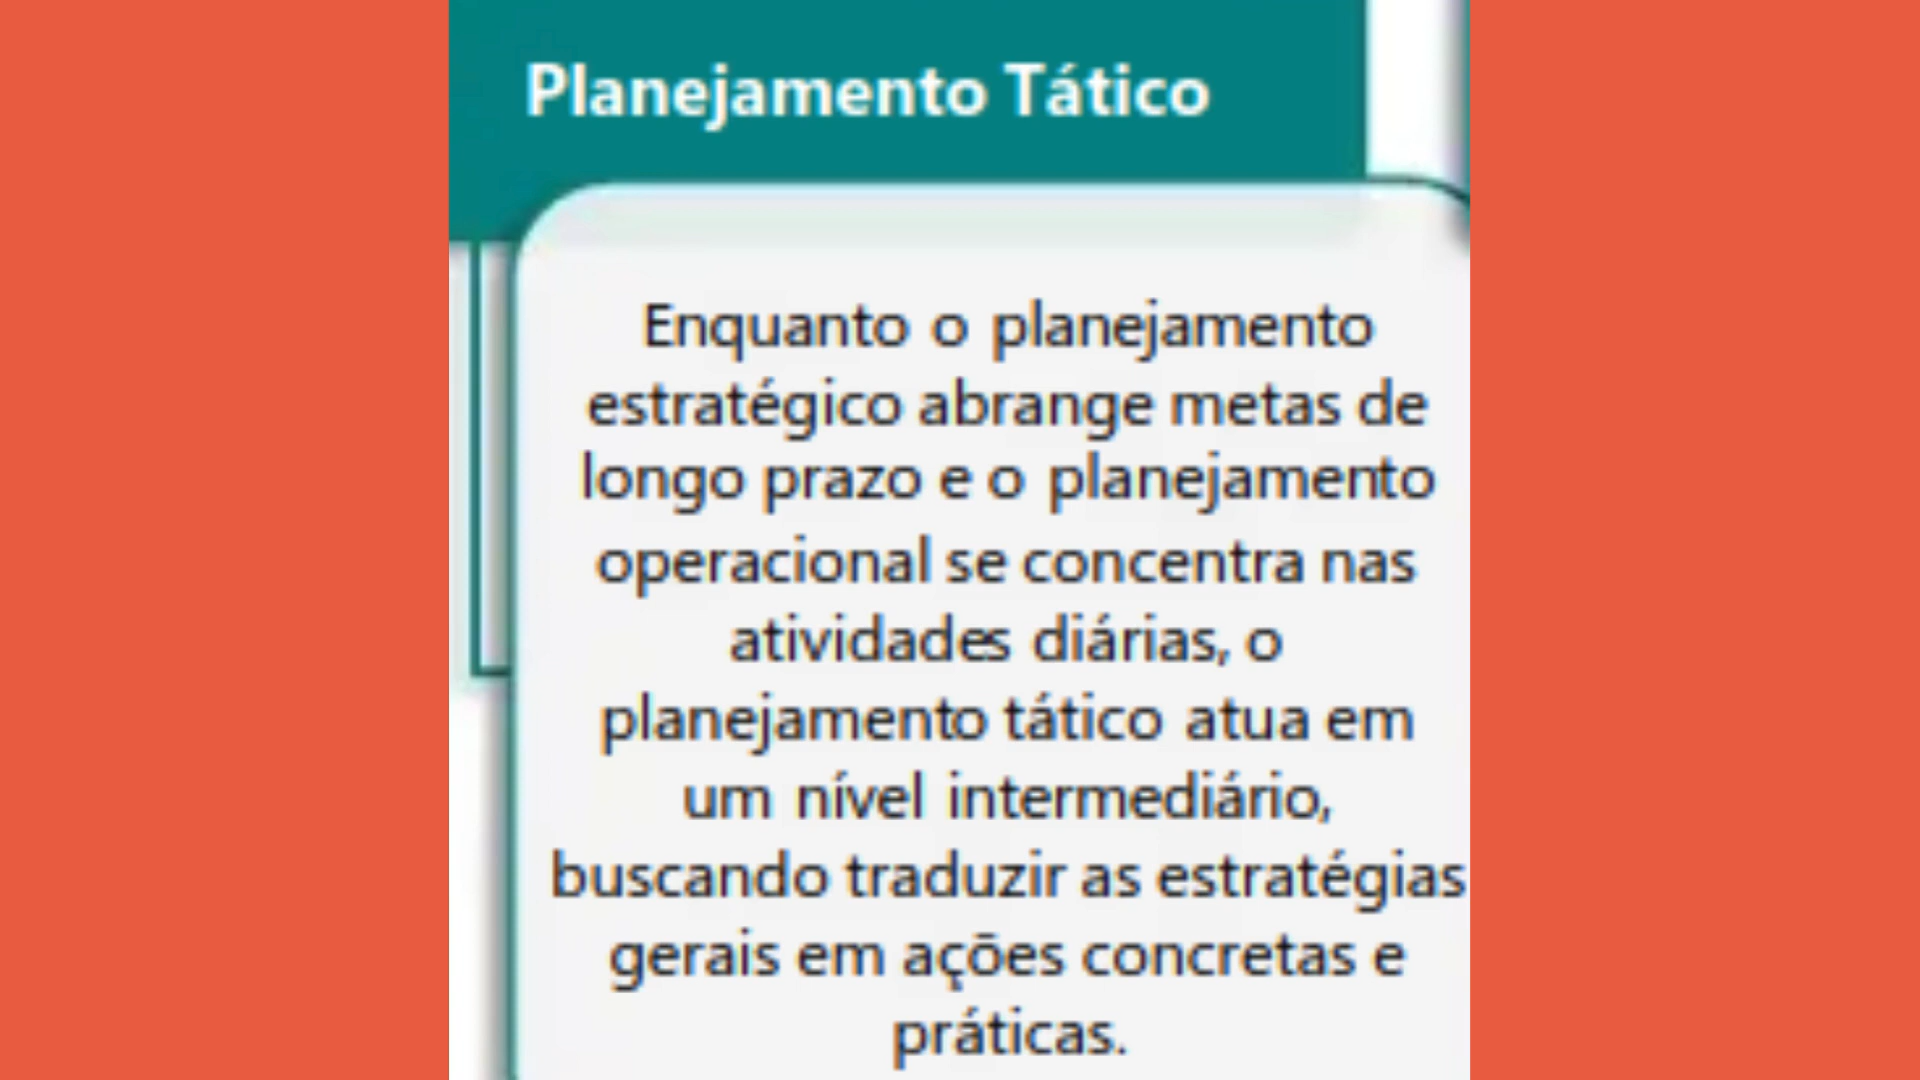 Planejamento Tático
Enquanto o planejamento
estratégico abrange metas de
longo prazo e o planejamento
operacional se concentra nas
atividades diárias, o
planejamento tático atua em
um nível intermediário,
buscando traduzir as estratégias
gerais em ações concretas e
práticas.